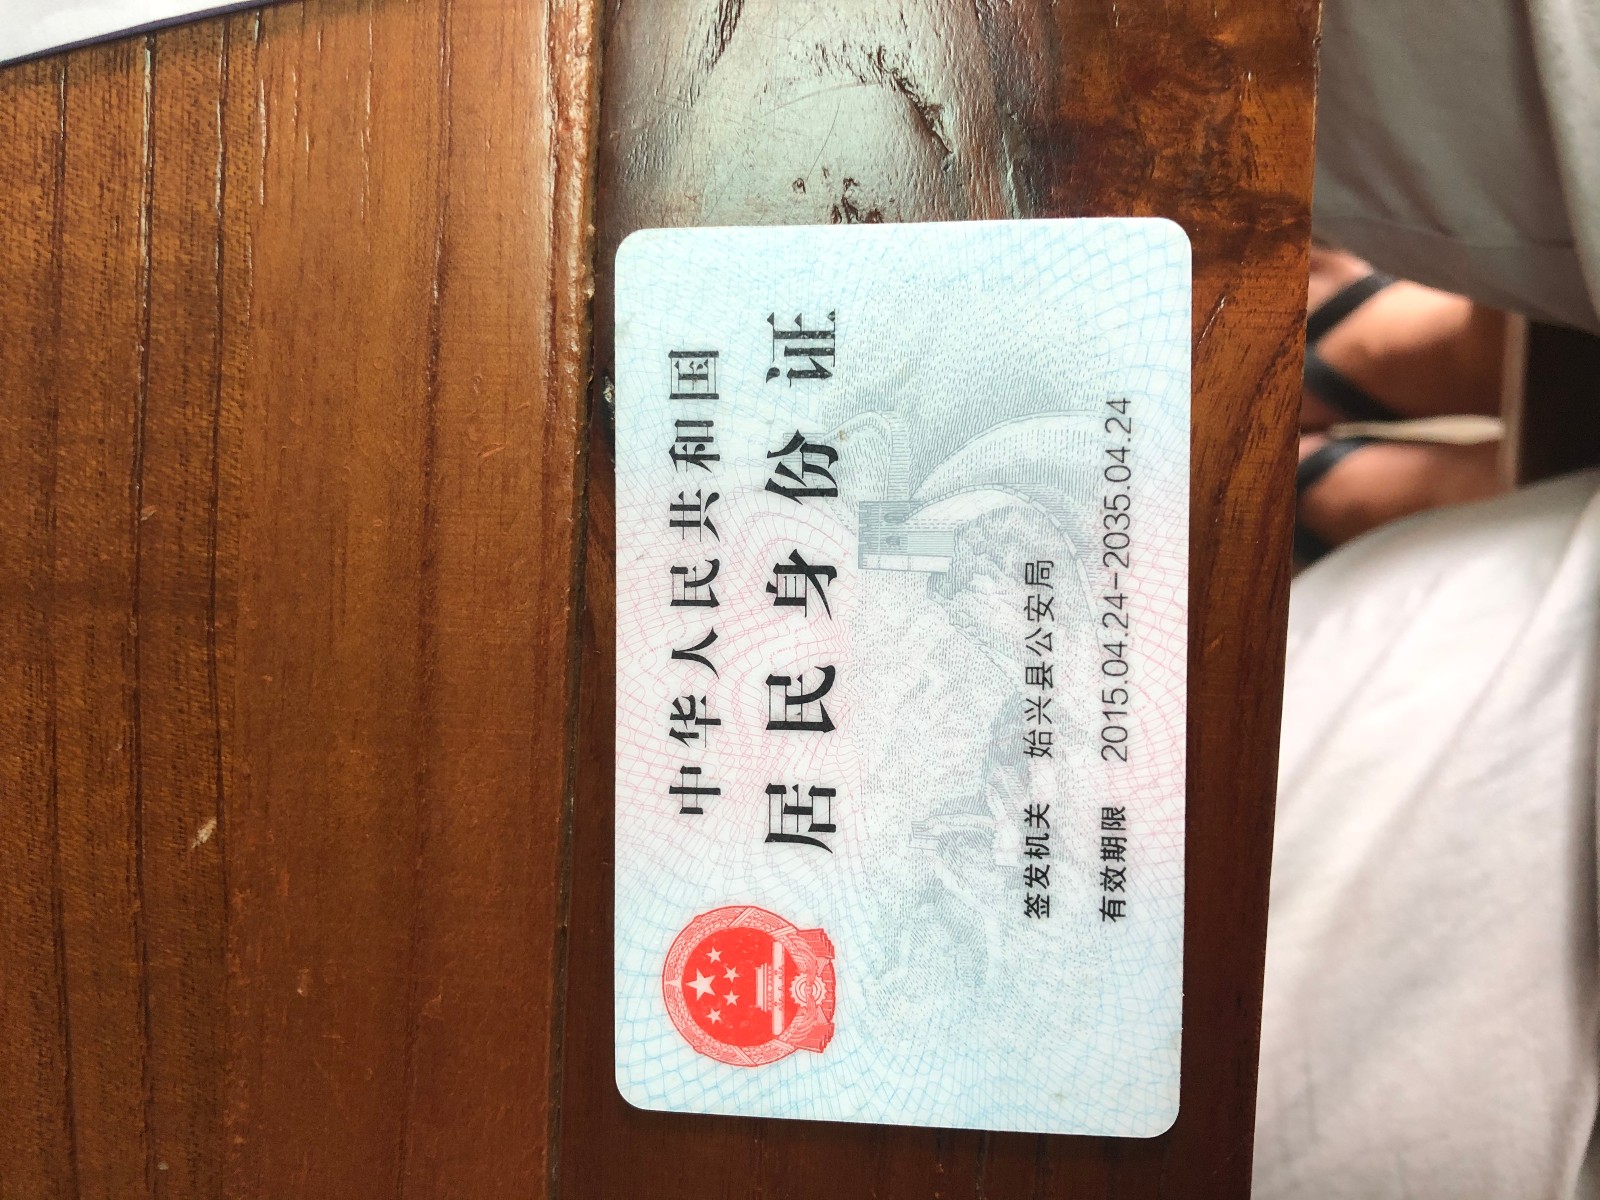 中华人民共和国
居民身份证
签发机关 始兴县公安局
有效期限 2015.04.24-2035.04.24